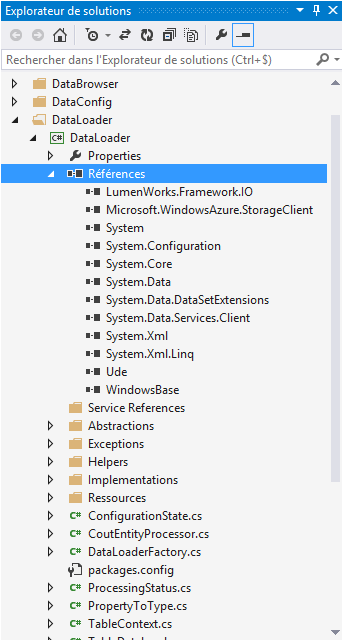 Explorateur de solutions
Rechercher dans l'Explorateur de solutions (Ctrl+$)
DataBrowser
DataConfig
DataLoader
C# DataLoader
Properties
Références
LumenWorks.Framework.IO
Microsoft.WindowsAzure.StorageClient
System
System.Configuration
System.Core
System.Data
System.Data.DataSetExtensions
System.Data.Services.Client
System.Xml
System.Xml.Linq
Ude
WindowsBase
Service References
Abstractions
Exceptions
Helpers
Implementations
Ressources
C# ConfigurationState.cs
C# CoutEntityProcessor.cs
C# DataLoaderFactory.cs
packages.config
C# ProcessingStatus.cs
C# PropertyToType.cs
C# TableContext.cs